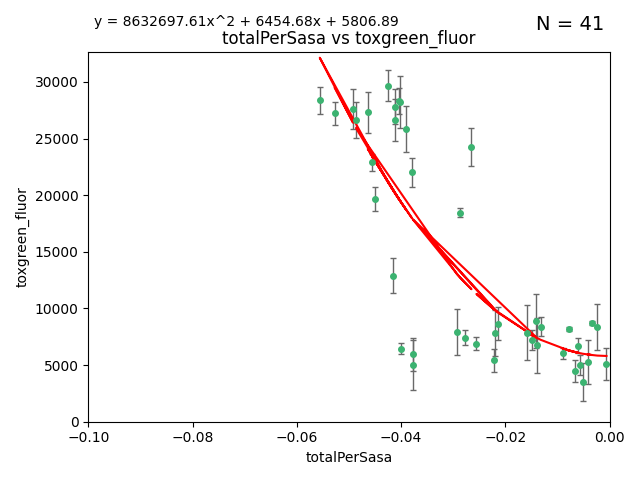 y = 8632697.61x^2 + 6454.68x + 5806.89
N = 41
totalPerSasa vs toxgreen_fluor
30000
25000
20000
15000
10000
5000
0
toxgreen_fluor
−0.10 −0.08 −0.06 −0.04 −0.02 0.00
totalPerSasa